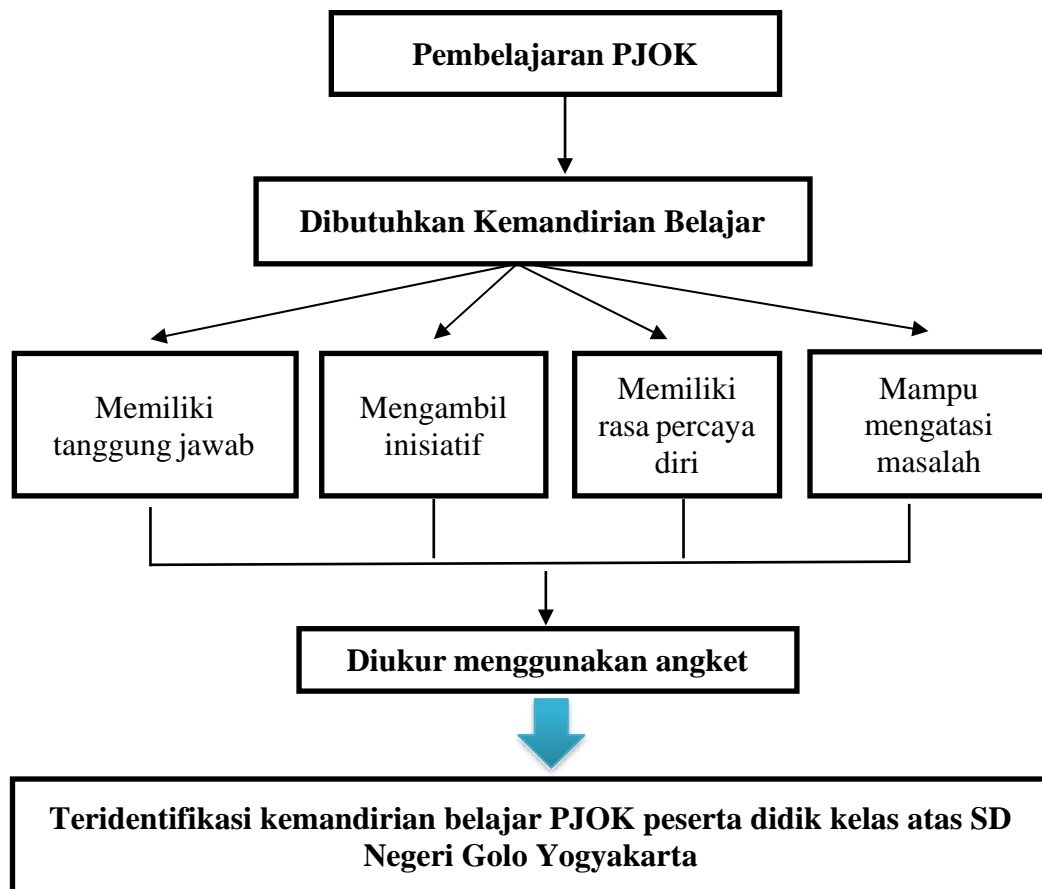 Pembelajaran PJOK
Dibutuhkan Kemandirian Belajar
Memiliki
tanggung jawab
Mengambil
inisiatif
Memiliki
rasa percaya
diri
Mampu
mengatasi
masalah
Diukur menggunakan angket
Teridentifikasi kemandirian belajar PJOK peserta didik kelas atas SD
Negeri Golo Yogyakarta